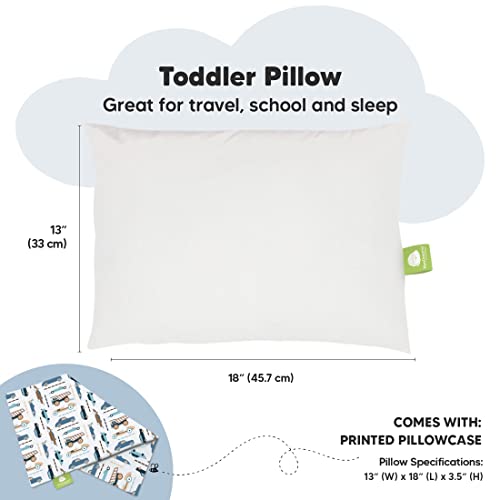 Toddler Pillow
Great for travel, school and sleep
13”
(33 cm)
18” (45.7 cm)
COMES WITH:
PRINTED PILLOWCASE
Pillow Specifications:
13” (W) x 18” (L) x 3.5” (H)